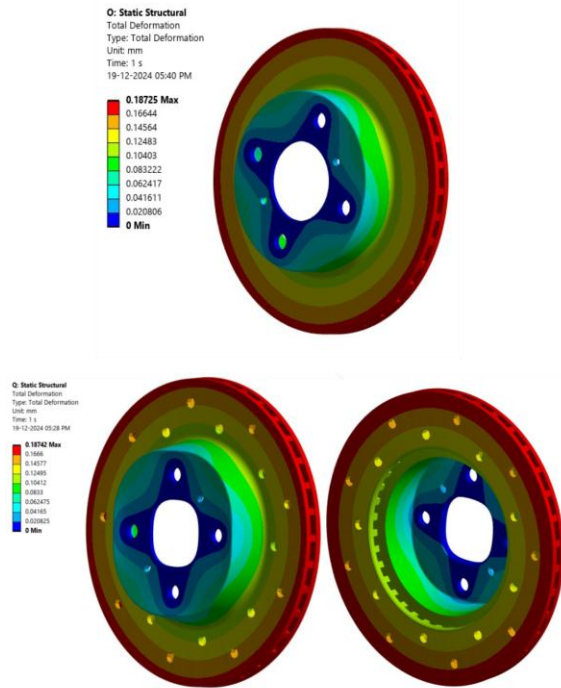 O: Static Structural
Total Deformation
Type: Total Deformation
Unit: mm
Time: 1 s
19-12-2024 05:40 PM
0.18725 Max
0.16644
0.14564
0.12483
0.10403
0.083222
0.062417
0.041611
0.020806
0 Min
Q: Static Structural
Total Deformation
Type: Total Deformation
Unit: mm
Time: 1 s
19-12-2024 05:28 PM
0.18742 Max
0.1666
0.14577
0.12495
0.10412
0.0833
0.062475
0.04165
0.020825
0 Min